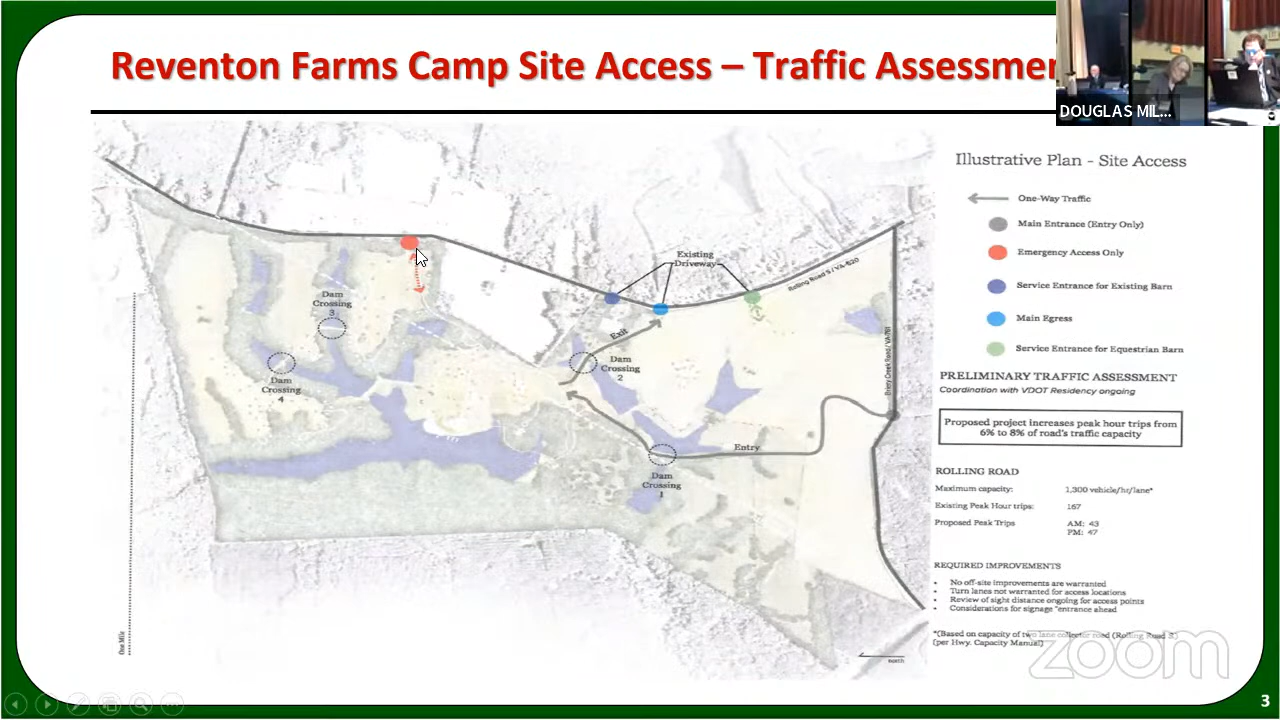 Reventon Farms Camp Site Access – Traffic Assessmen
DOUGLAS MIL...
Illustrative Plan - Site Access
One-Way Traffic
Main Entrance (Entry Only)
Emergency Access Only
Service Entrance for Existing Barn
Main Egress
Service Entrance for Equestrian Barn
PRELIMINARY TRAFFIC ASSESSMENT
Coordination with VDOT Residency ongoing
Proposed project increases peak hour trips from
6% to 8% of road's traffic capacity
ROLLING ROAD
Maximum capacity: 1,300 vehicle/hr/lane*
Existing Peak Hour trips: 167
Proposed Peak Trips AM: 43
PM: 47
REQUIRED IMPROVEMENTS
• No off-site improvements are warranted
• Turn lanes not warranted for access locations
• Review of sight distance ongoing for access points
• Considerations for signage "entrance ahead
*(Based on capacity of two lane collector road (Rolling Road S)
(per Hwy. Capacity Manual)
Existing
Driveway
Rolling Road S / VA-620
Briery Creek Road / VA-761
Dam
Crossing
3
Dam
Crossing
4
Exit
Dam
Crossing
2
Entry
Dam
Crossing
1
One Mile
north
zoom
3